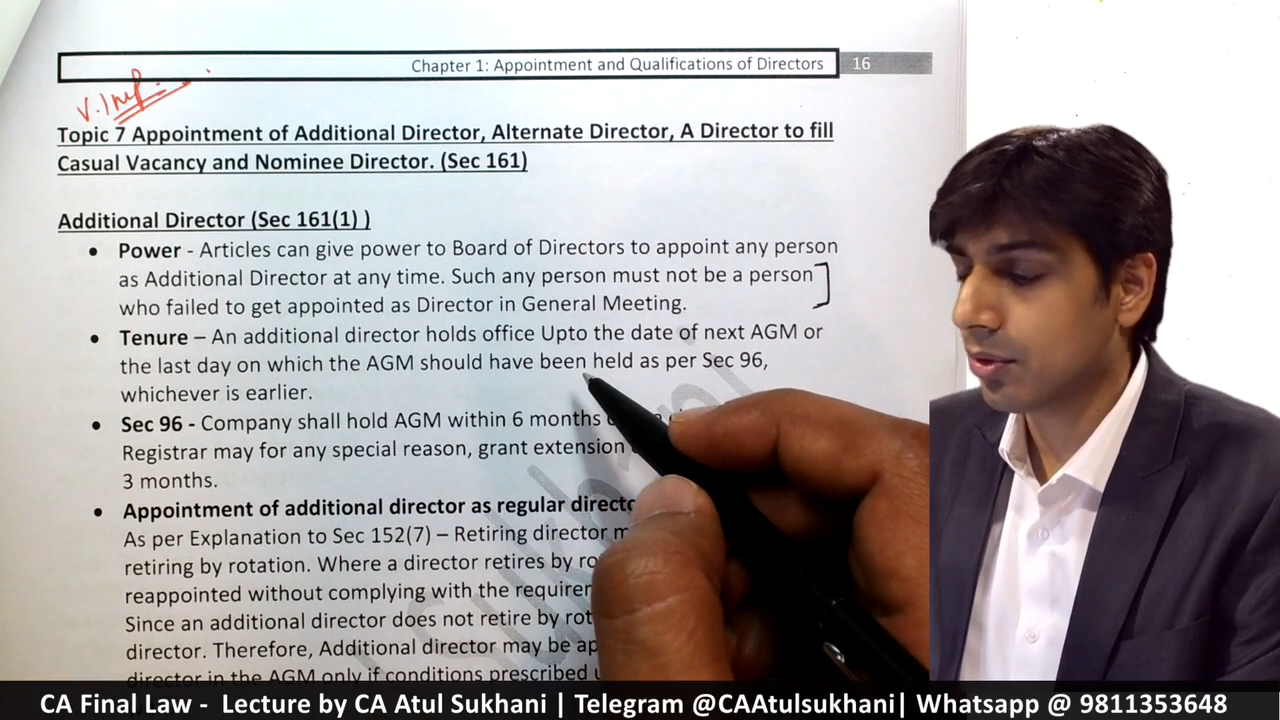 Chapter 1: Appointment and Qualifications of Directors 16
V. Imp.
Topic 7 Appointment of Additional Director, Alternate Director, A Director to fill
Casual Vacancy and Nominee Director. (Sec 161)
Additional Director (Sec 161(1) )
• Power - Articles can give power to Board of Directors to appoint any person
as Additional Director at any time. Such any person must not be a person
who failed to get appointed as Director in General Meeting.
• Tenure – An additional director holds office Upto the date of next AGM or
the last day on which the AGM should have been held as per Sec 96,
whichever is earlier.
• Sec 96 - Company shall hold AGM within 6 months
Registrar may for any special reason, grant extension
3 months.
• Appointment of additional director as regular
As per Explanation to Sec 152(7) – Retiring director
retiring by rotation. Where a director retires by
reappointed without complying with the
Since an additional director does not retire by
director. Therefore, Additional director may be
director in the AGM only if conditions prescribed
Sukhani
CA Final Law - Lecture by CA Atul Sukhani | Telegram @CAAtulsukhani| Whatsapp @ 9811353648